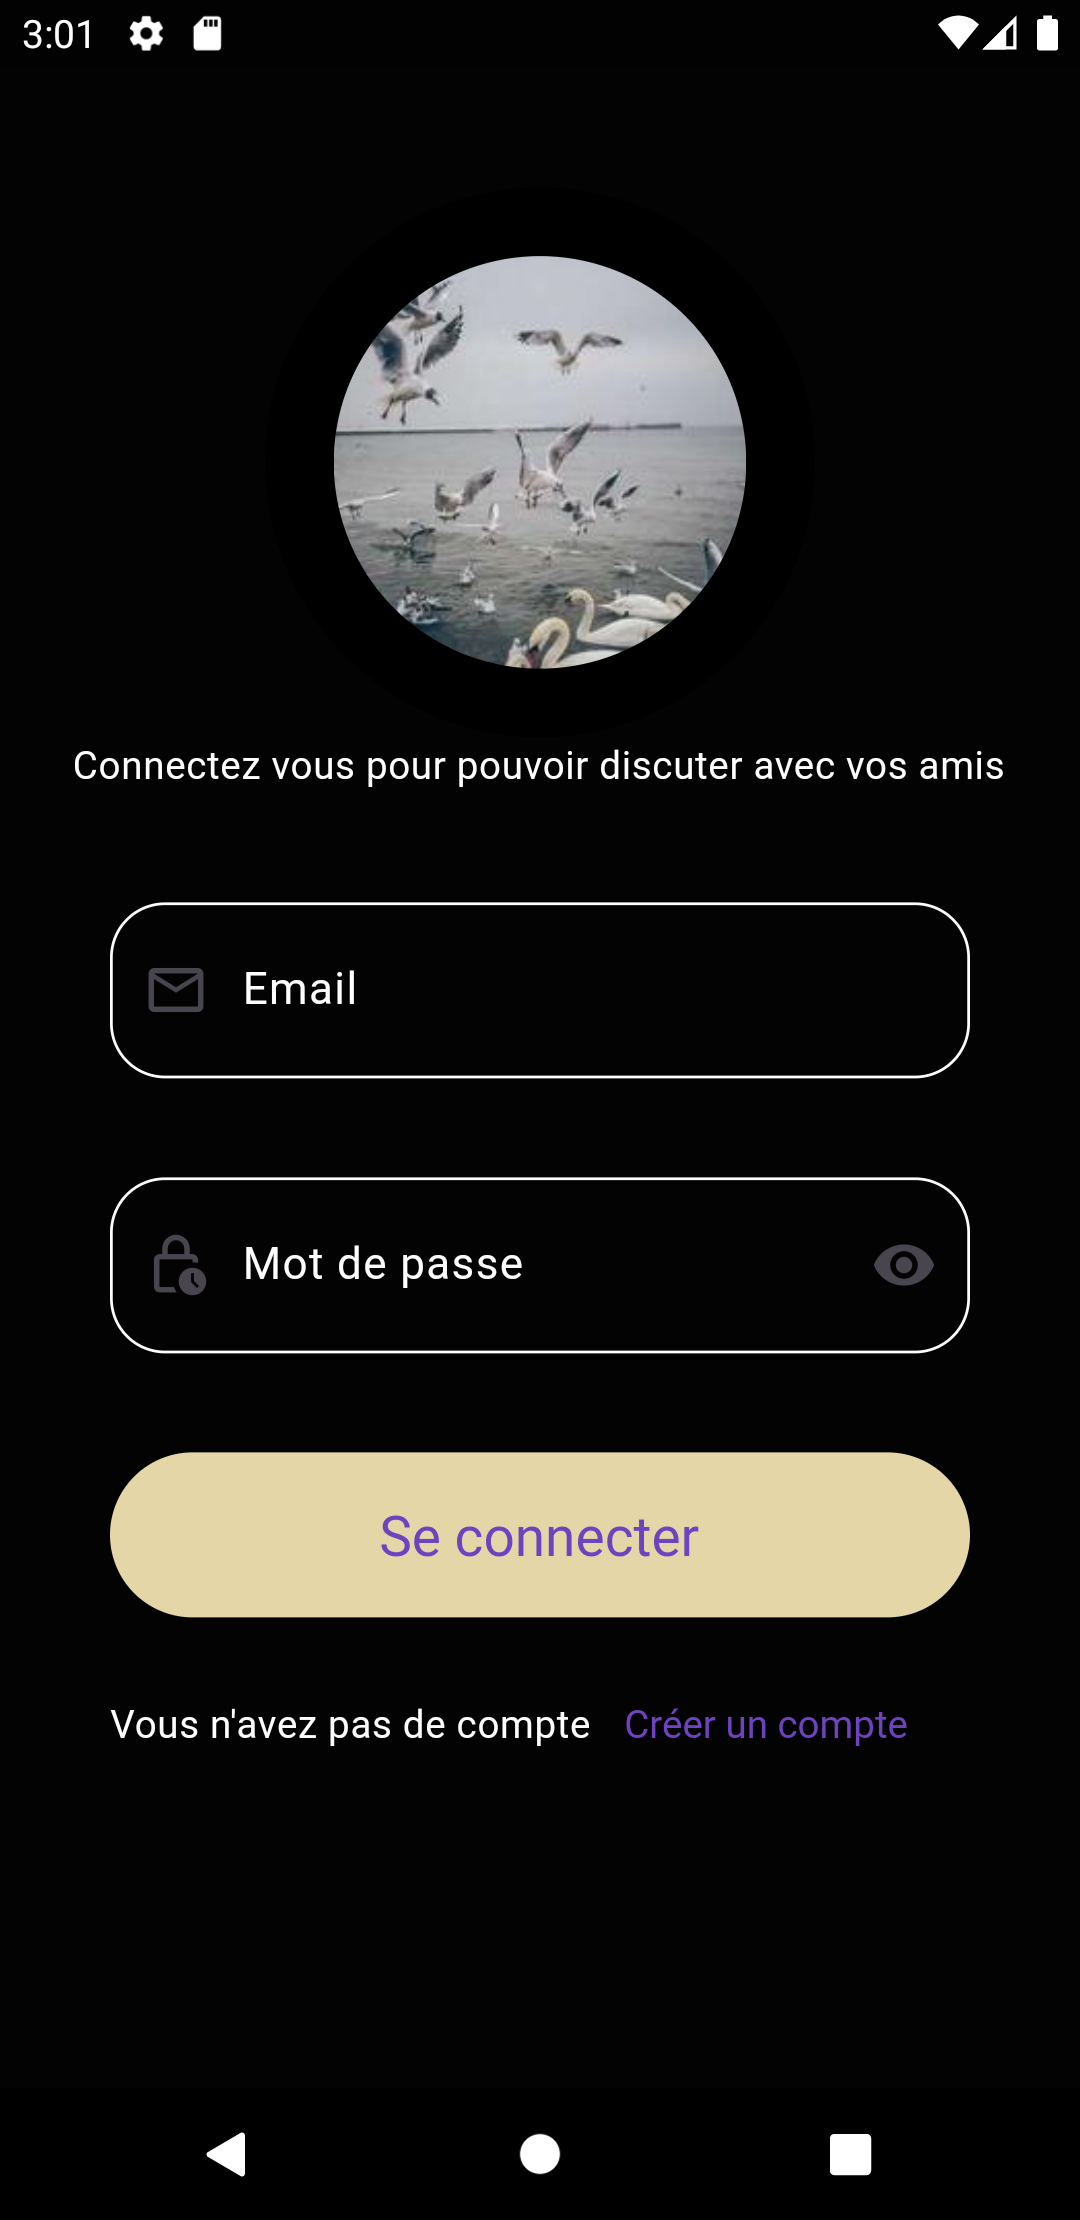 3:01
Connectez vous pour pouvoir discuter avec vos amis
Email
Mot de passe
Se connecter
Vous n'avez pas de compte Créer un compte